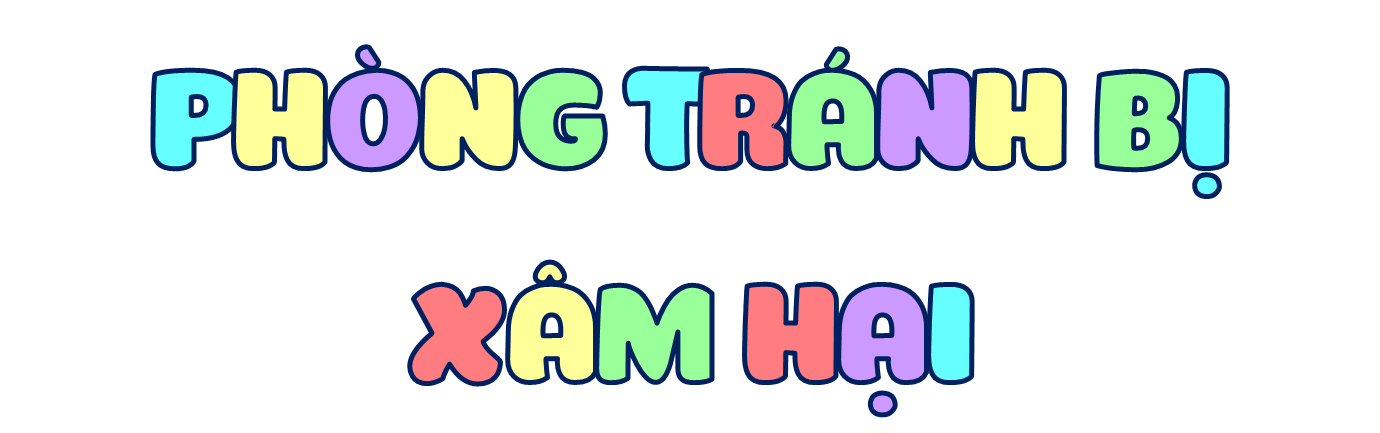 PHÒNG TRÁNH BỊ
XÂM HẠI